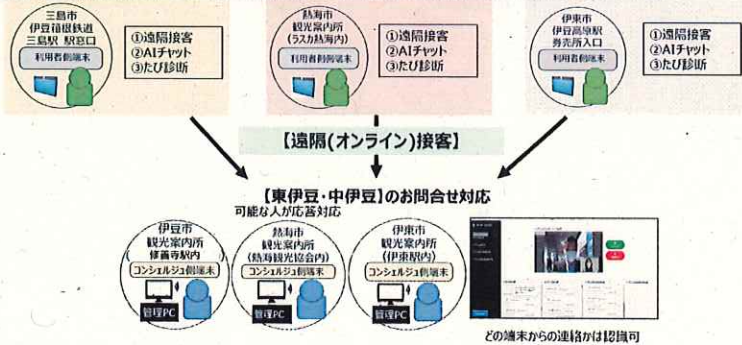 三島市
伊豆箱根鉄道
三島駅 駅窓口
利用者側端末
①遠隔接客
②AIチャット
③たび診断
熱海市
観光案内所
(ラスカ熱海内)
利用者側端末
①遠隔接客
②AIチャット
③たび診断
伊東市
伊豆高原駅
券売所入口
利用者側端末
①遠隔接客
②AIチャット
③たび診断
【遠隔(オンライン)接客】
【東伊豆・中伊豆】のお問合せ対応
可能な人が応答対応
伊豆市
観光案内所
(修善寺駅内)
コンシェルジュ側端末
管理PC
熱海市
観光案内所
(熱海観光協会内)
コンシェルジュ側端末
管理PC
伊東市
観光案内所
(伊東駅内)
コンシェルジュ側端末
管理PC
どの端末からの連絡かは認識可